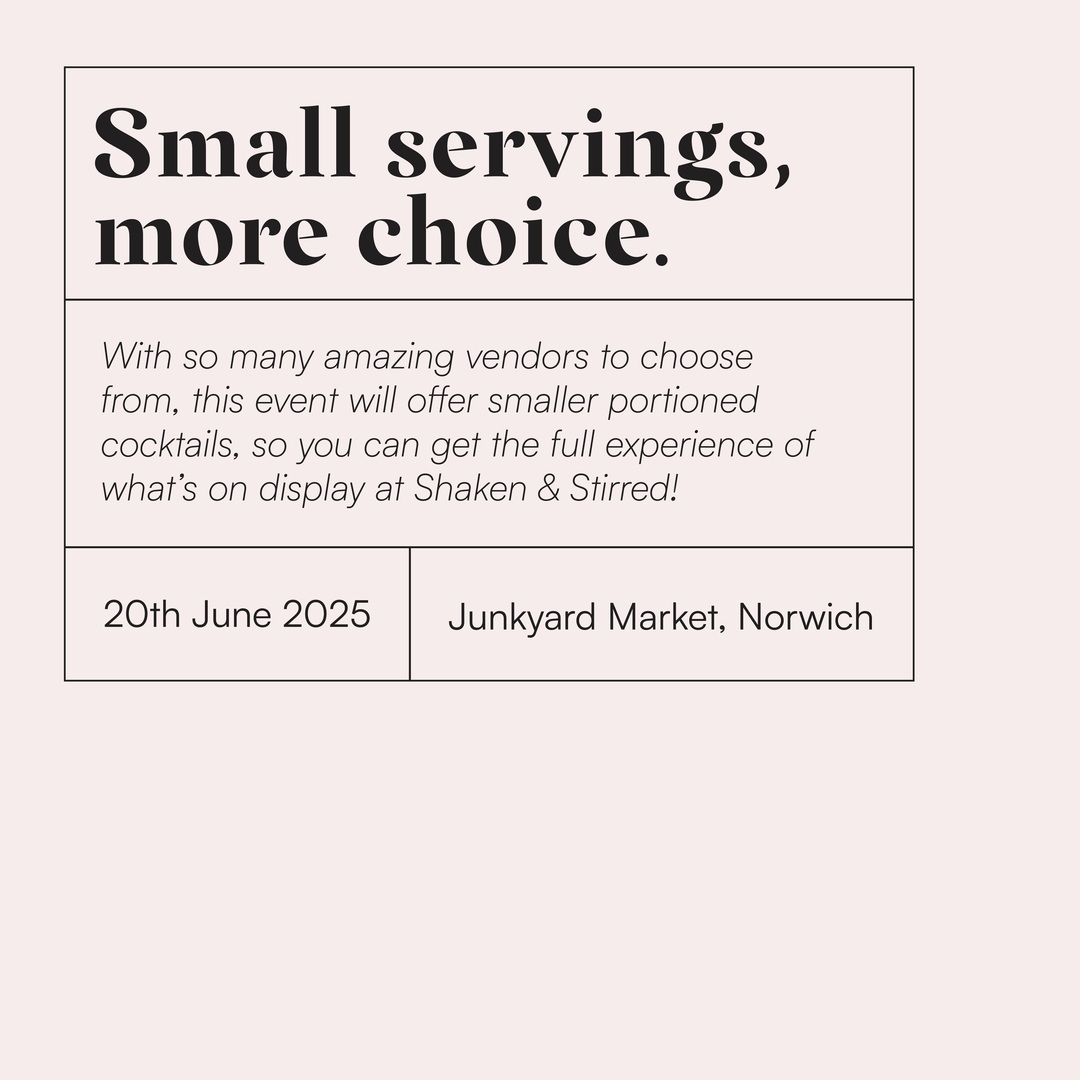 Small servings,
more choice.
With so many amazing vendors to choose
from, this event will offer smaller portioned
cocktails, so you can get the full experience of
what’s on display at Shaken & Stirred!
20th June 2025
Junkyard Market, Norwich